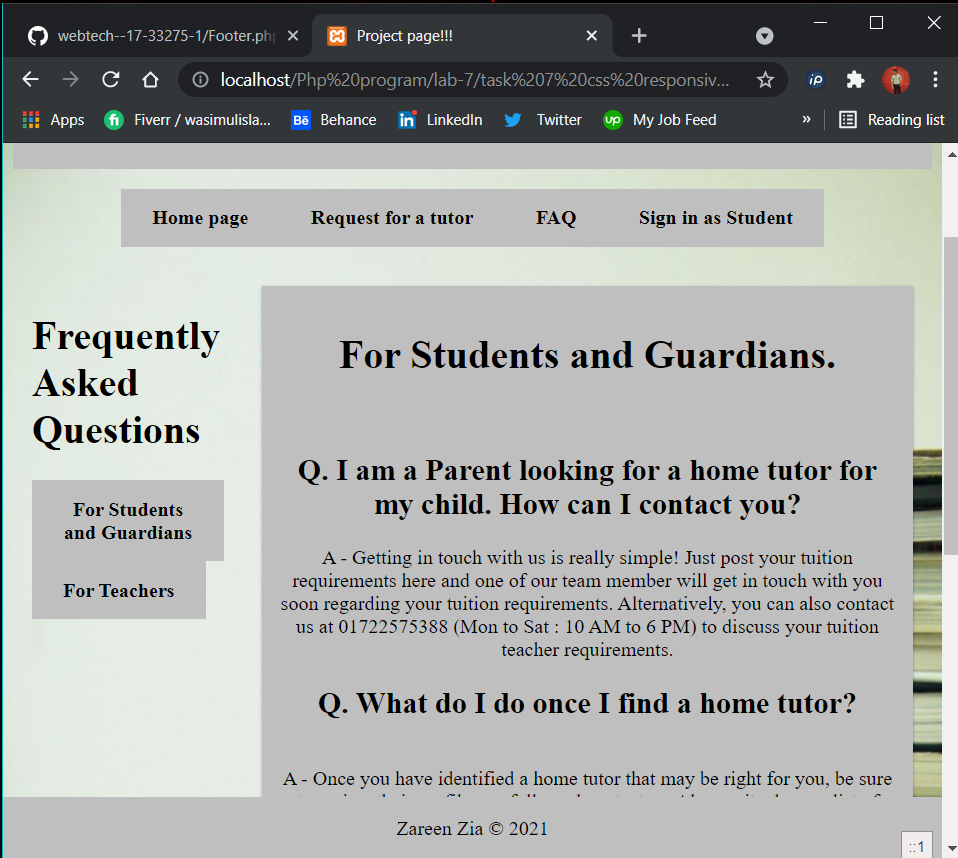 webtech--17-33275-1/Footer.php
Project page!!!
localhost/Php%20program/lab-7/task%207%20css%20responsiv...
Apps
Fiverr / wasimulisla...
Bē Behance
in LinkedIn
Twitter
up My Job Feed
»
Reading list
Home page
Request for a tutor
FAQ
Sign in as Student
Frequently
Asked
Questions
For Students
and Guardians
For Teachers
For Students and Guardians.
Q. I am a Parent looking for a home tutor for
my child. How can I contact you?
A - Getting in touch with us is really simple! Just post your tuition
requirements here and one of our team member will get in touch with you
soon regarding your tuition requirements. Alternatively, you can also contact
us at 01722575388 (Mon to Sat : 10 AM to 6 PM) to discuss your tuition
teacher requirements.
Q. What do I do once I find a home tutor?
A - Once you have identified a home tutor that may be right for you, be sure
Zareen Zia © 2021
::1